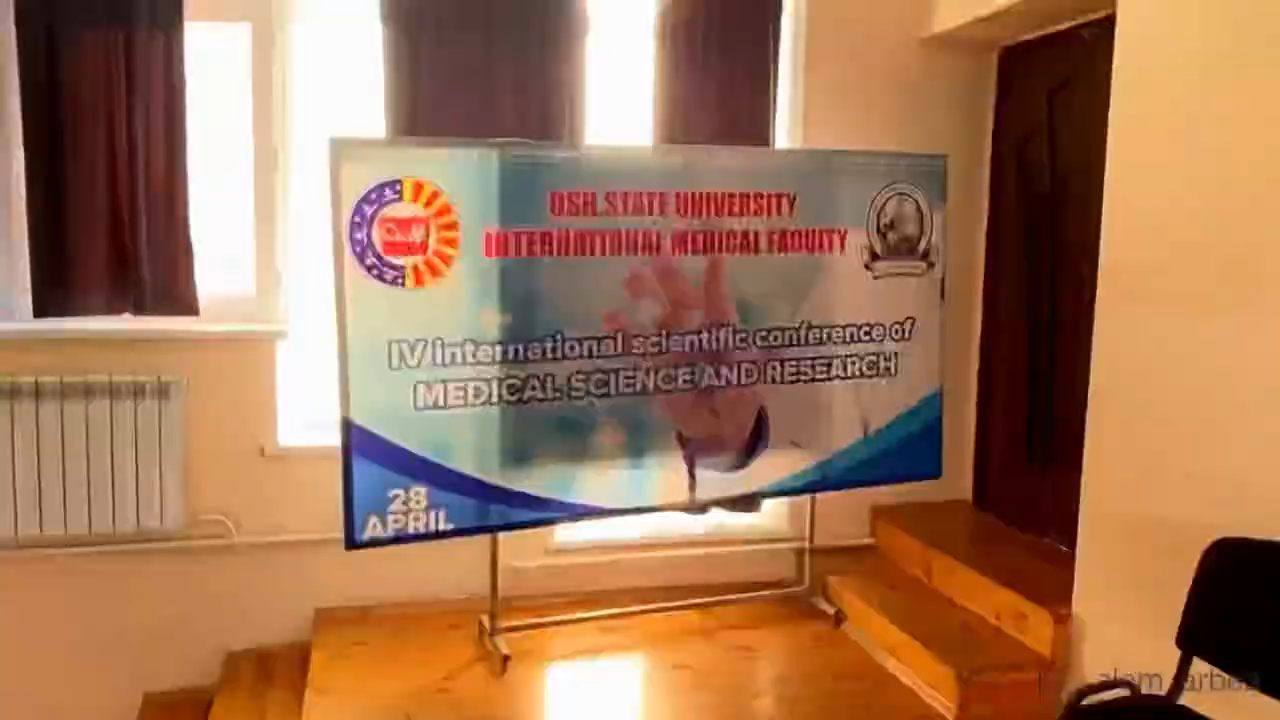 OSH STATE UNIVERSITY
INTERNATIONAL MEDICAL FACULTY
IV International scientific conference of
MEDICAL SCIENCE AND RESEARCH
28
APRIL